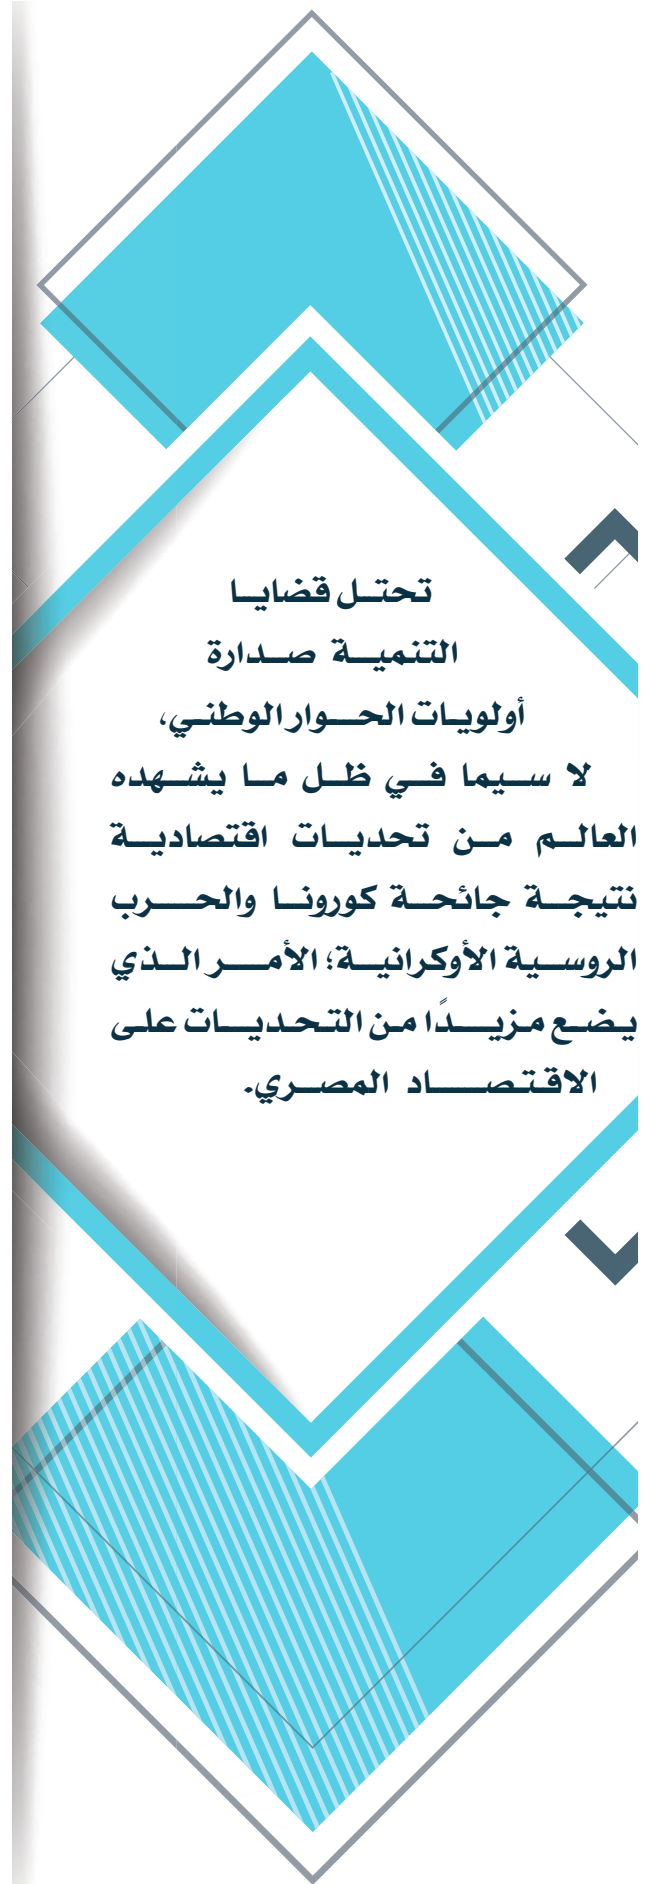 تحتل قضايا
التنمية صدارة
أولويات الحوار الوطني،
لا سيما في ظل ما يشهده
العالم من تحديات اقتصادية
نتيجة جائحة كورونا والحرب
الروسية الأوكرانية؛ الأمر الذي
يضع مزيدًا من التحديات على
الاقتصاد المصري.